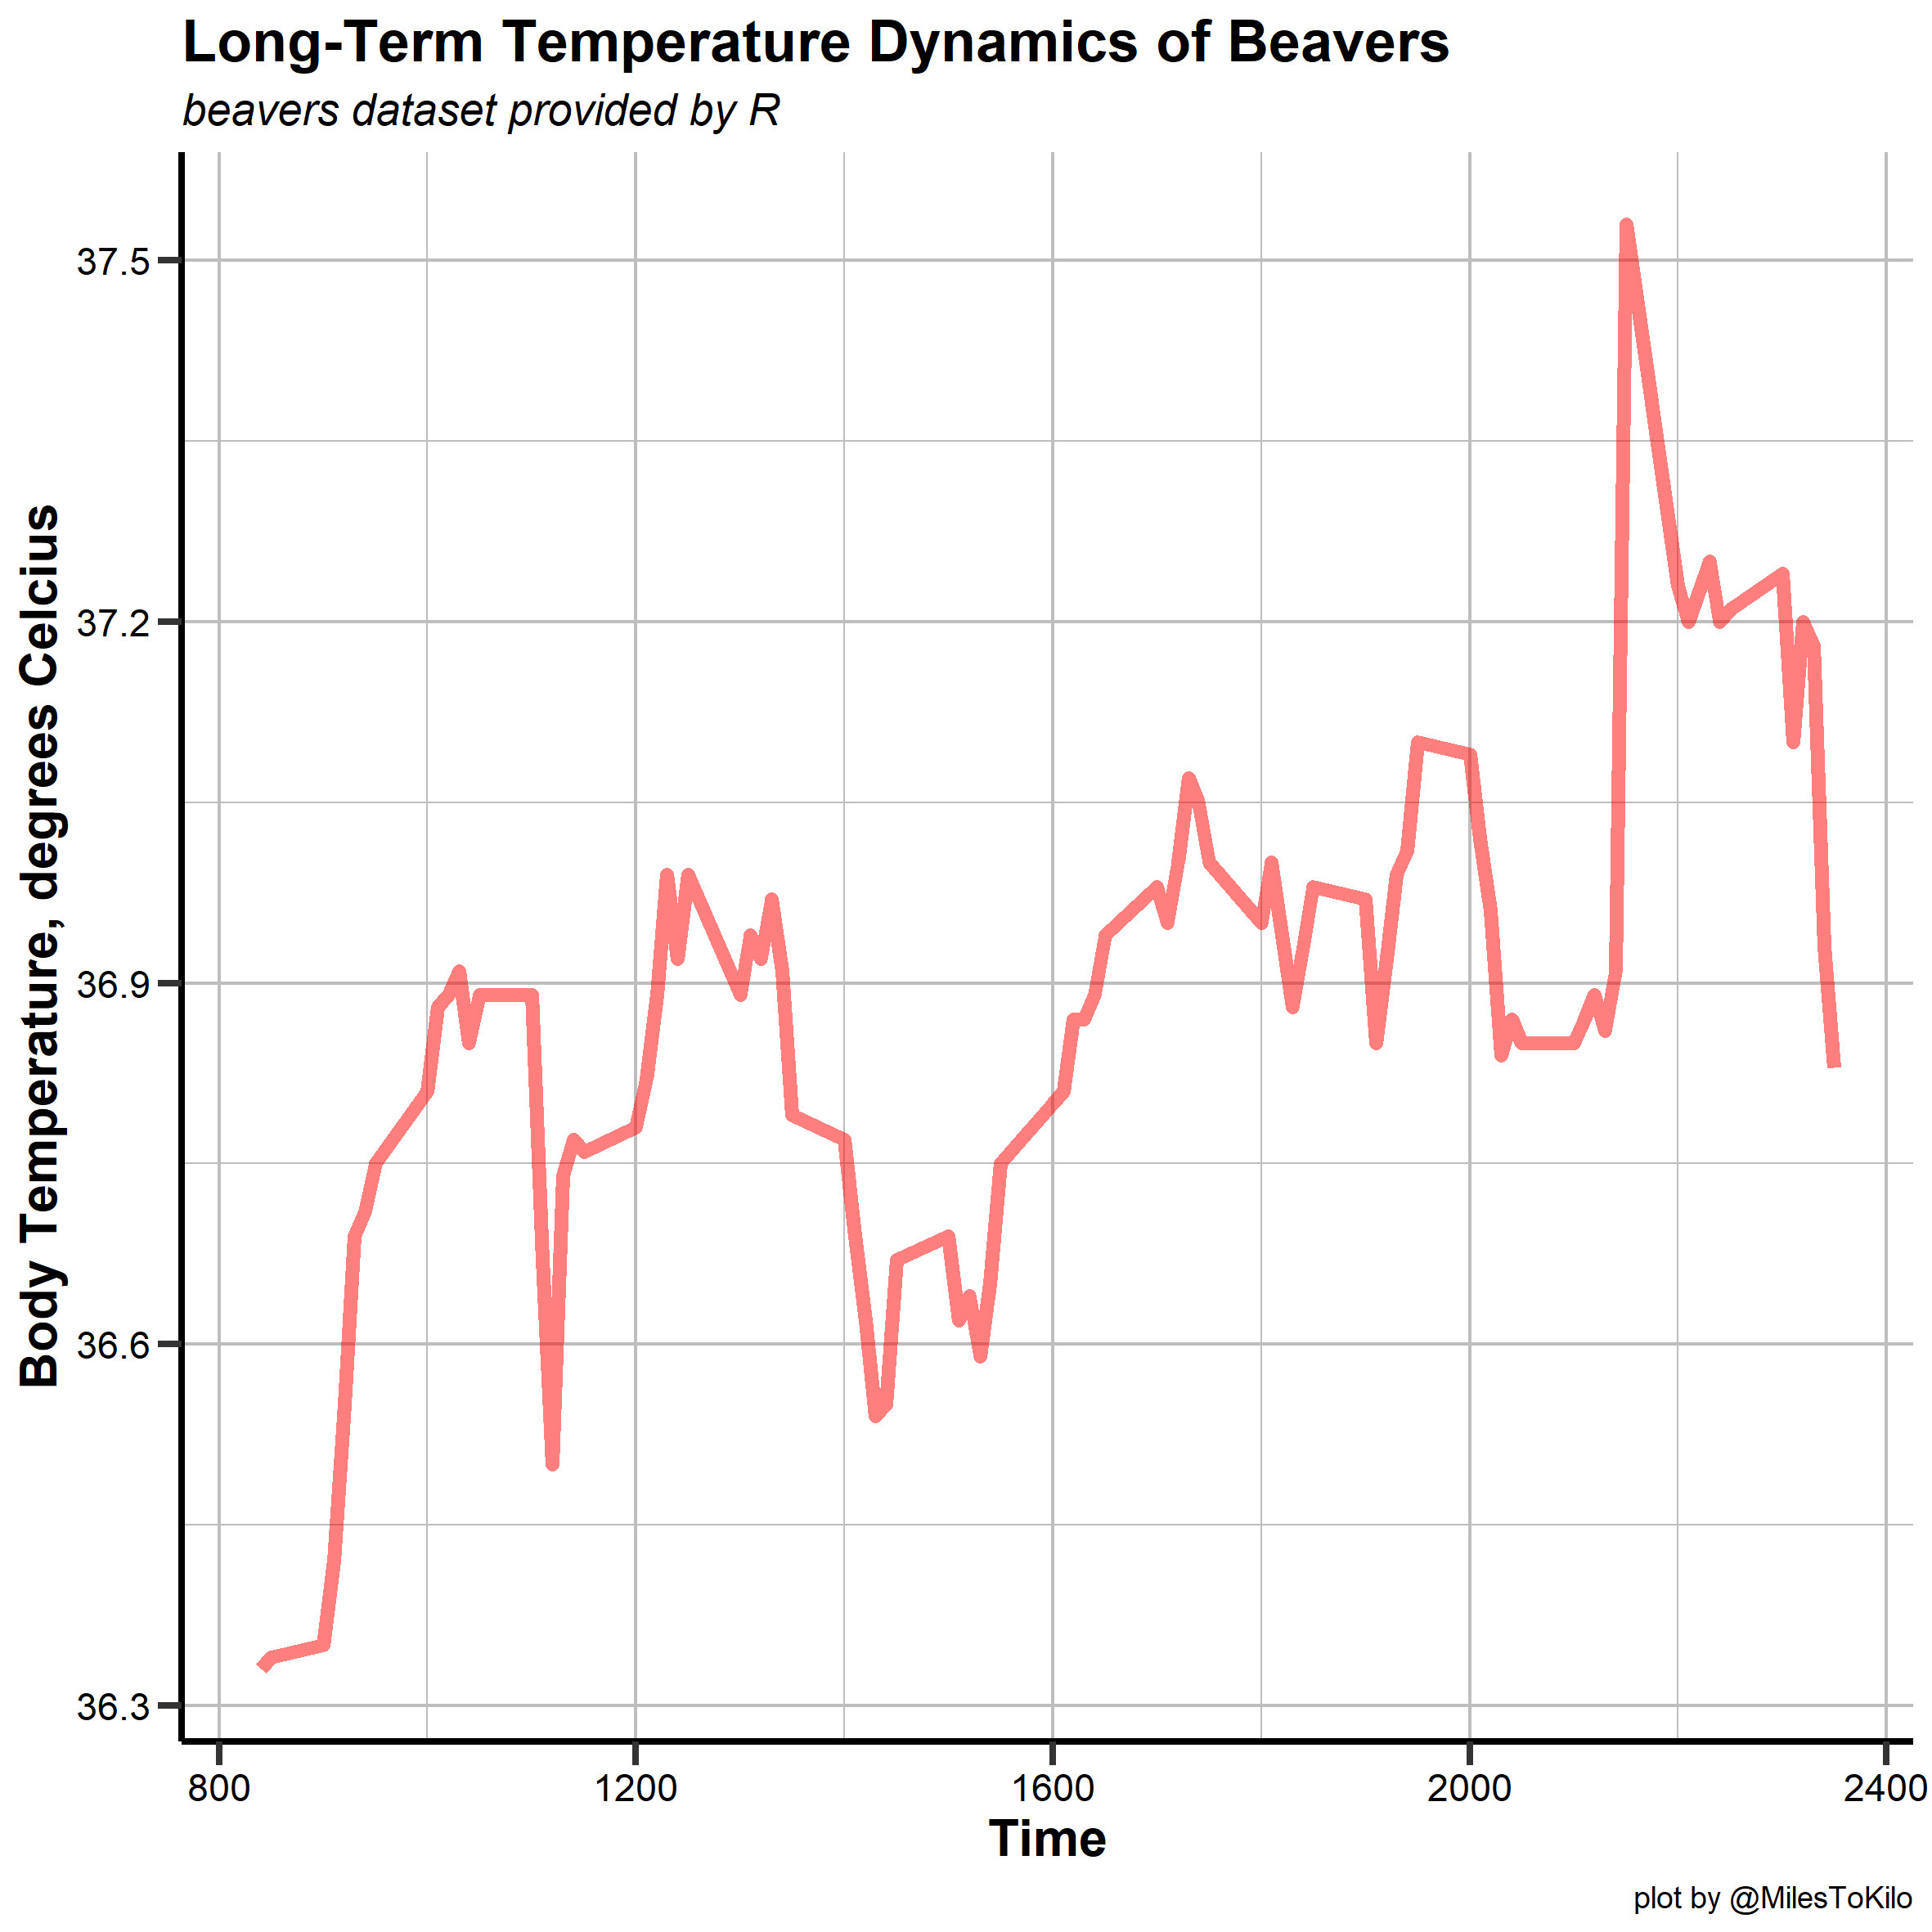 Long-Term Temperature Dynamics of Beavers
beavers dataset provided by R
Body Temperature, degrees Celcius
37.5
37.2
36.9
36.6
36.3
800 1200 1600 2000 2400
Time
plot by @MilesToKilo